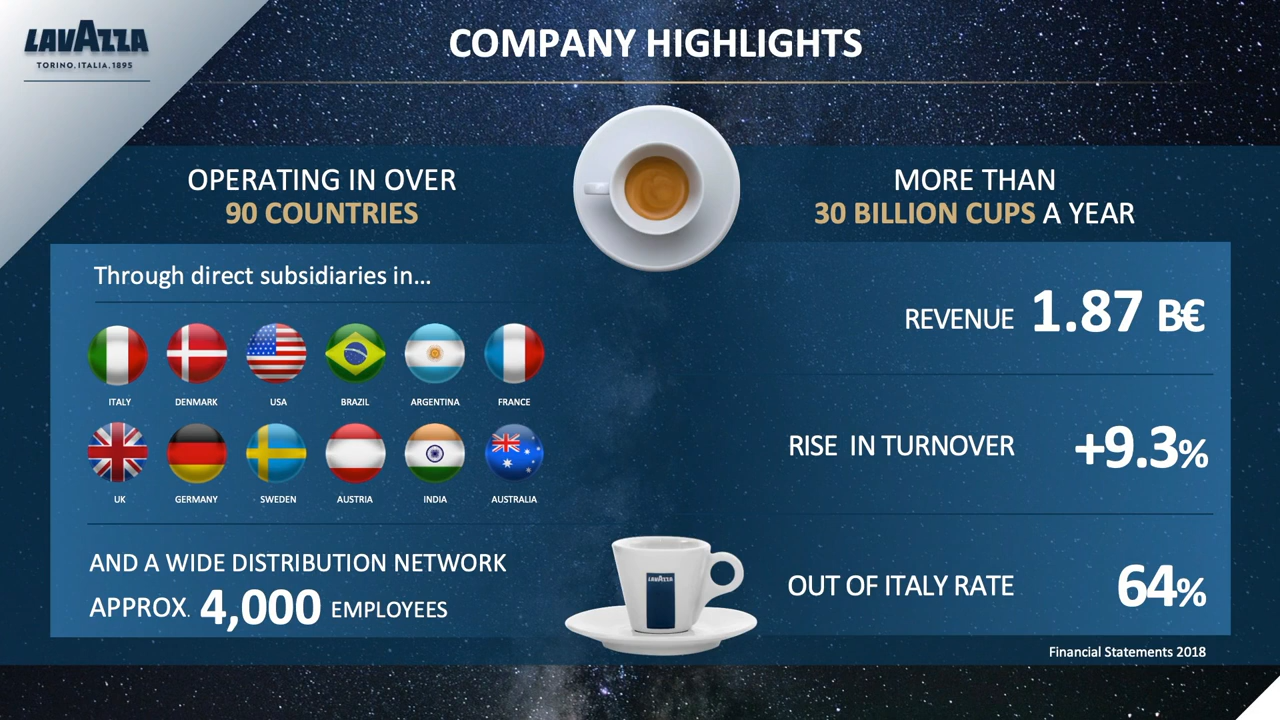 LAVAZZA
TORINO, ITALIA, 1895
COMPANY HIGHLIGHTS
OPERATING IN OVER
90 COUNTRIES
MORE THAN
30 BILLION CUPS A YEAR
Through direct subsidiaries in...
ITALY DENMARK USA BRAZIL ARGENTINA FRANCE
UK GERMANY SWEDEN AUSTRIA INDIA AUSTRALIA
AND A WIDE DISTRIBUTION NETWORK
APPROX. 4,000 EMPLOYEES
REVENUE 1.87 B€
RISE IN TURNOVER +9.3%
OUT OF ITALY RATE 64%
LAVAZZA
Financial Statements 2018